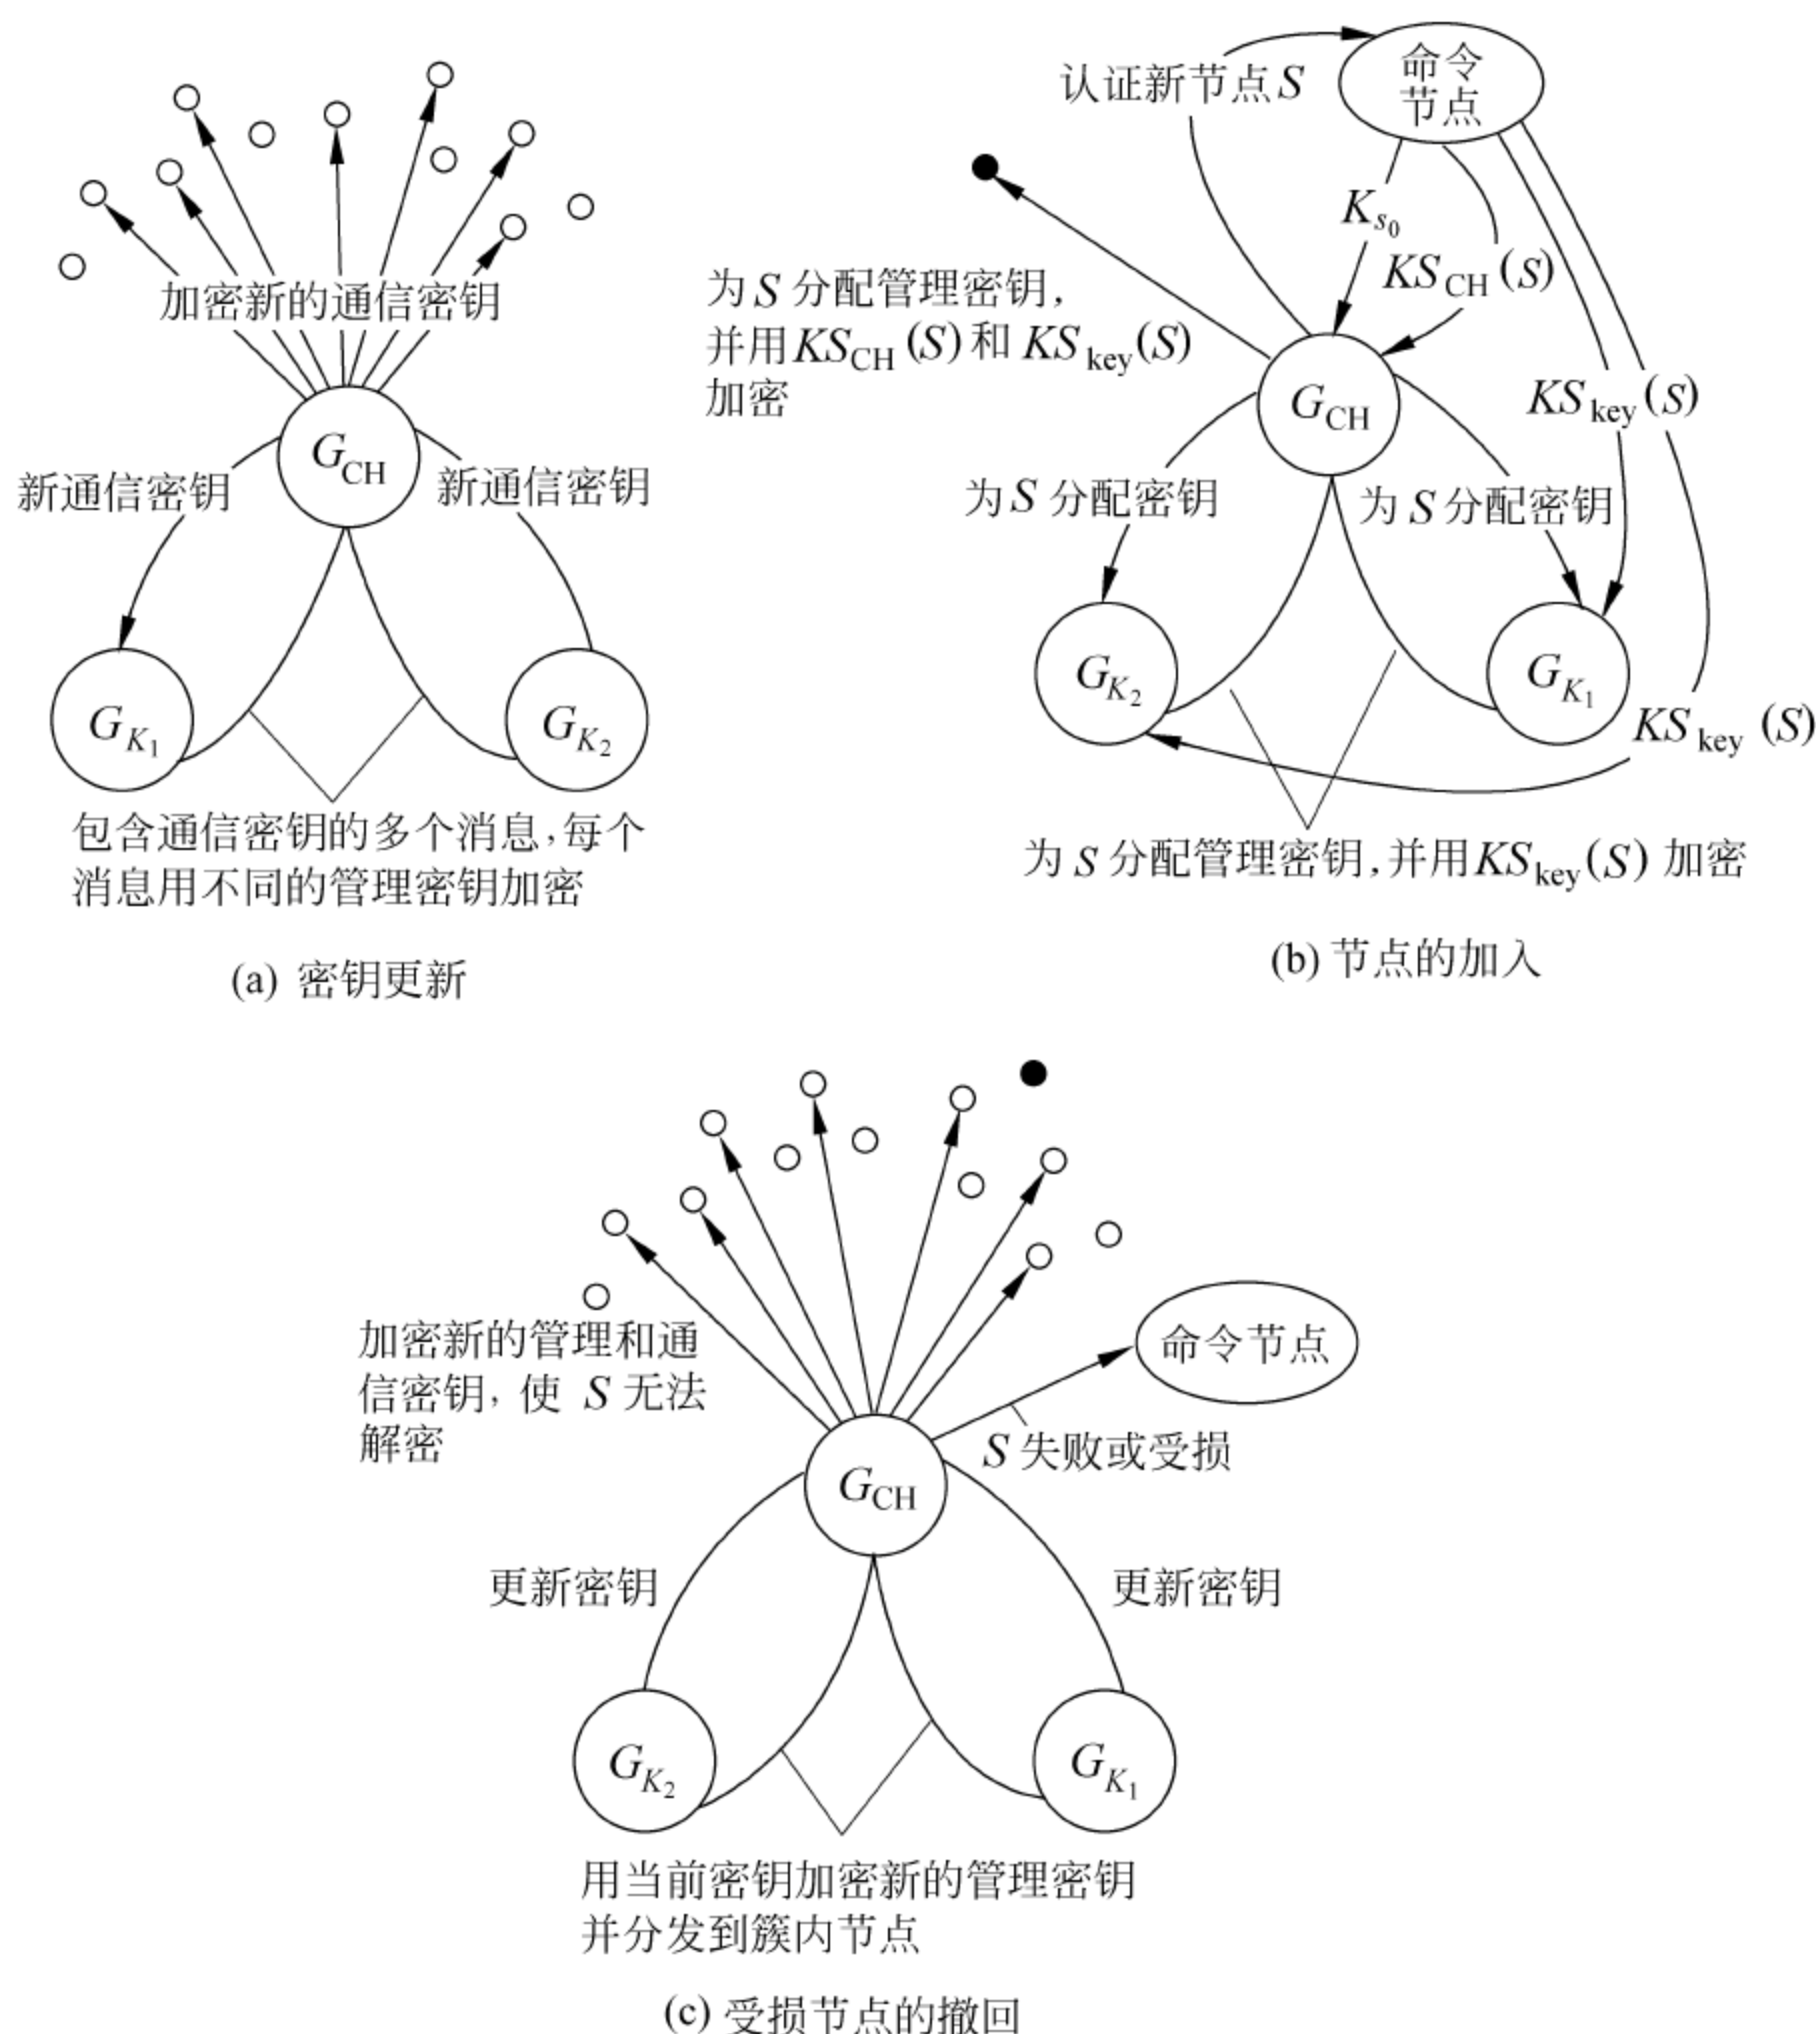 加密新的通信密钥
G_CH
新通信密钥
新通信密钥
G_K₁
G_K₂
包含通信密钥的多个消息,每个
消息用不同的管理密钥加密
(a) 密钥更新
认证新节点S
命令
节点
K_s₀
KS_CH(S)
为S分配管理密钥,
并用KS_CH(S)和KS_key(S)
加密
G_CH
KS_key(S)
为S分配密钥
为S分配密钥
G_K₂
G_K₁
KS_key(S)
为S分配管理密钥,并用KS_key(S)加密
(b) 节点的加入
加密新的管理和通
信密钥,使 S 无法
解密
命令节点
S失败或受损
G_CH
更新密钥
更新密钥
G_K₂
G_K₁
用当前密钥加密新的管理密钥
并分发到簇内节点
(c) 受损节点的撤回